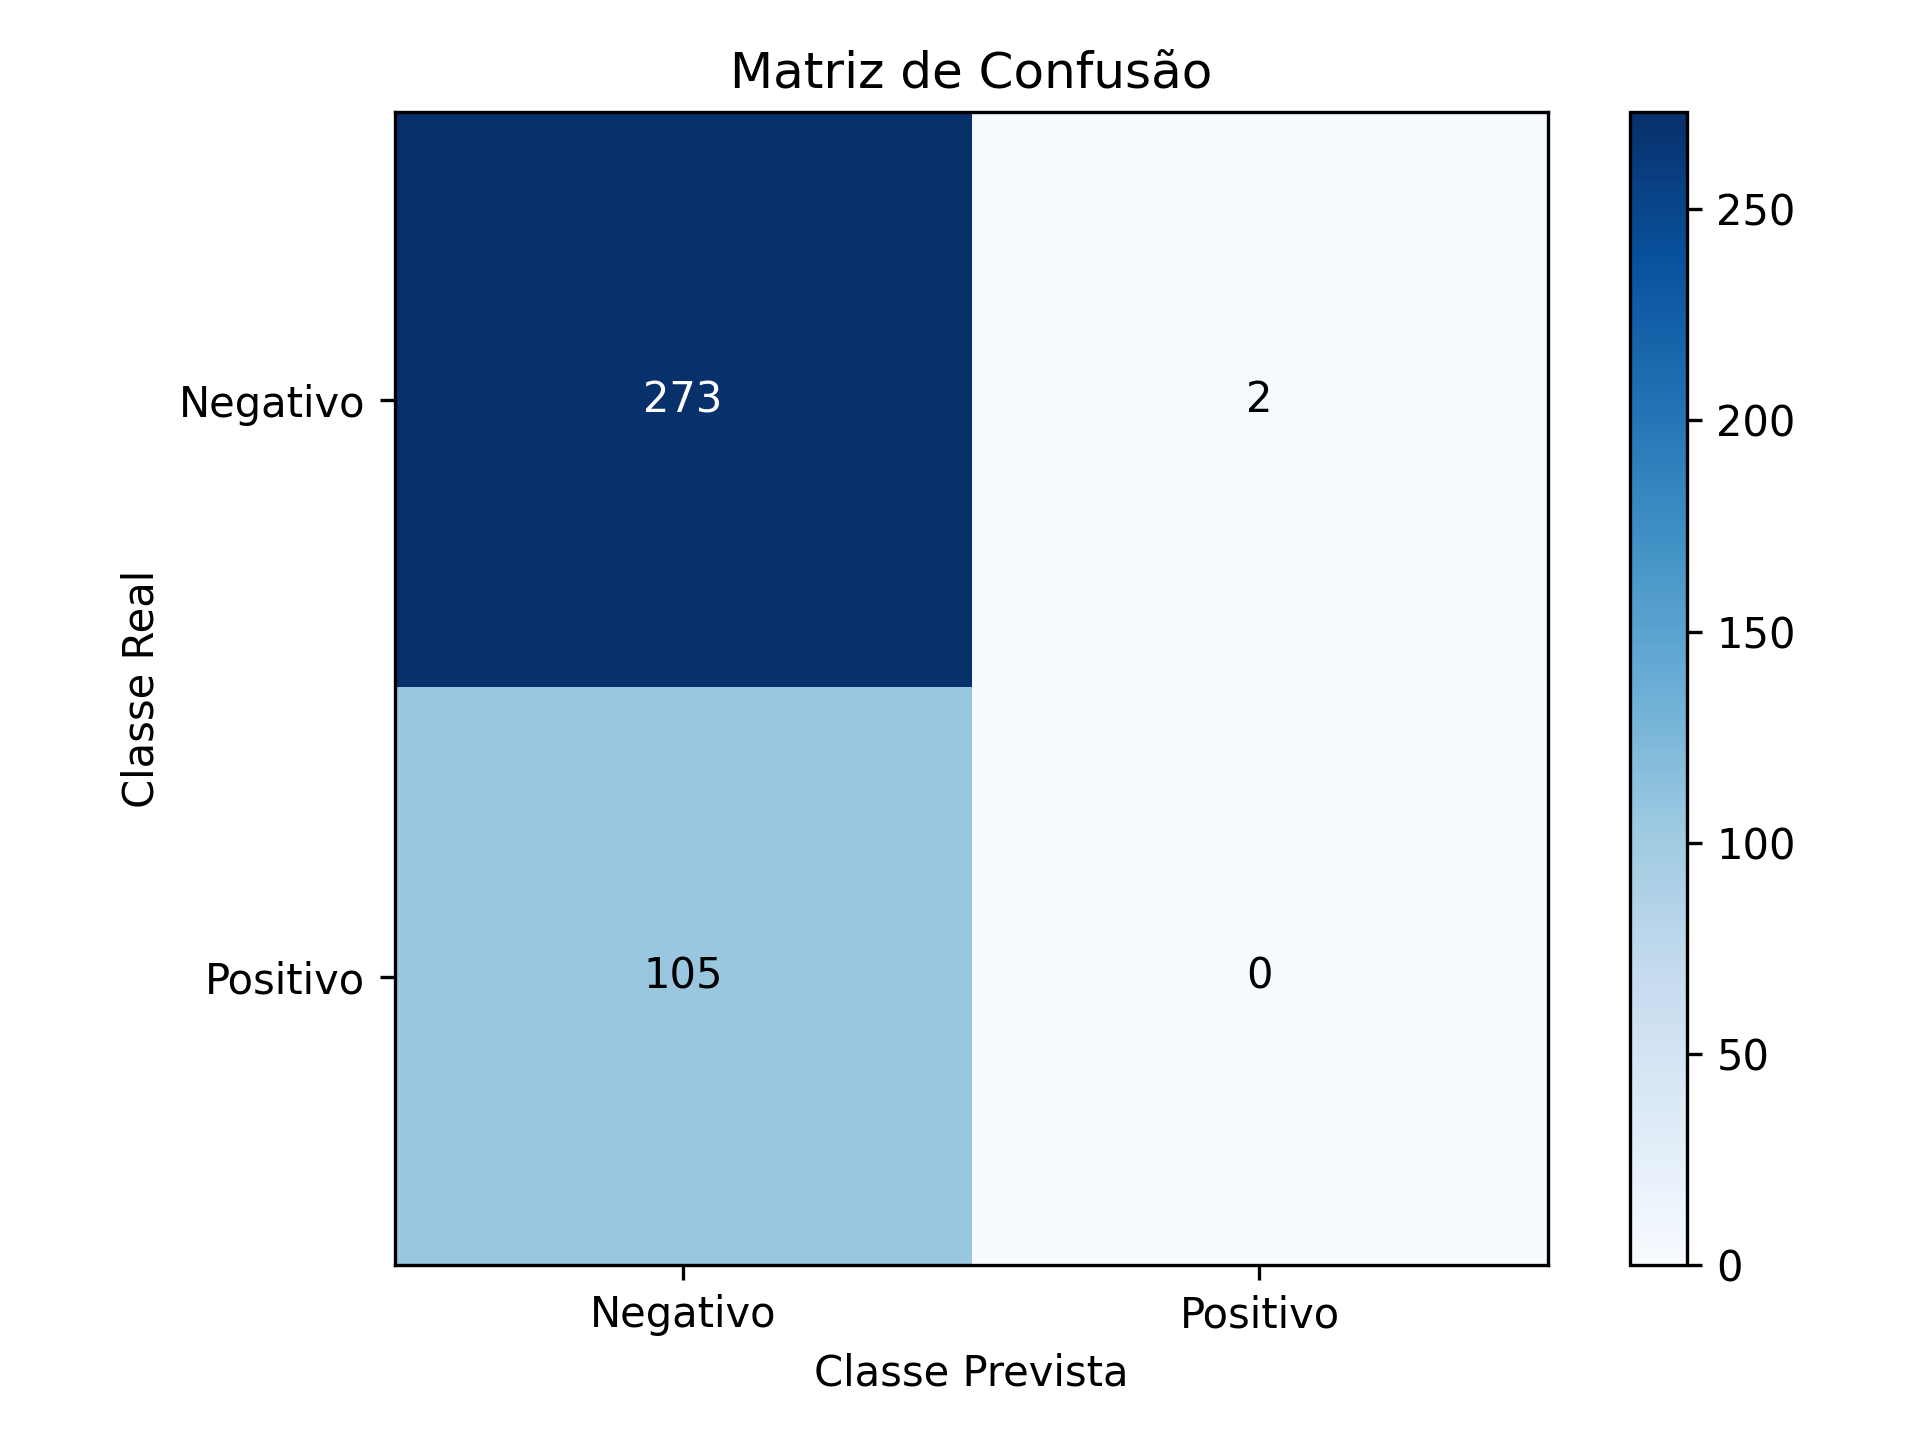 Matriz de Confusão
Classe Real
Negativo
273
2
Positivo
105
0
Negativo
Positivo
Classe Prevista
250
200
150
100
50
0